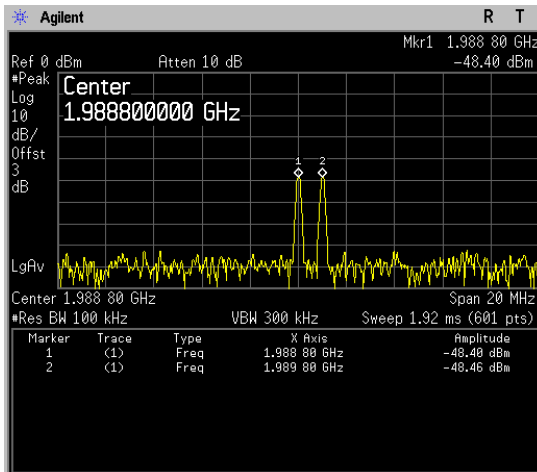 Agilent R T
Mkr1 1.988 80 GHz
Ref 0 dBm Atten 10 dB -48.40 dBm
#Peak
Log
10
dB/
Offst
3
dB
Center
1.988800000 GHz
1 2
LgAv
Center 1.988 80 GHz Span 20 MHz
#Res BW 100 kHz VBW 300 kHz Sweep 1.92 ms (601 pts)
Marker Trace Type X Axis Amplitude
1 (1) Freq 1.988 80 GHz -48.40 dBm
2 (1) Freq 1.989 80 GHz -48.46 dBm